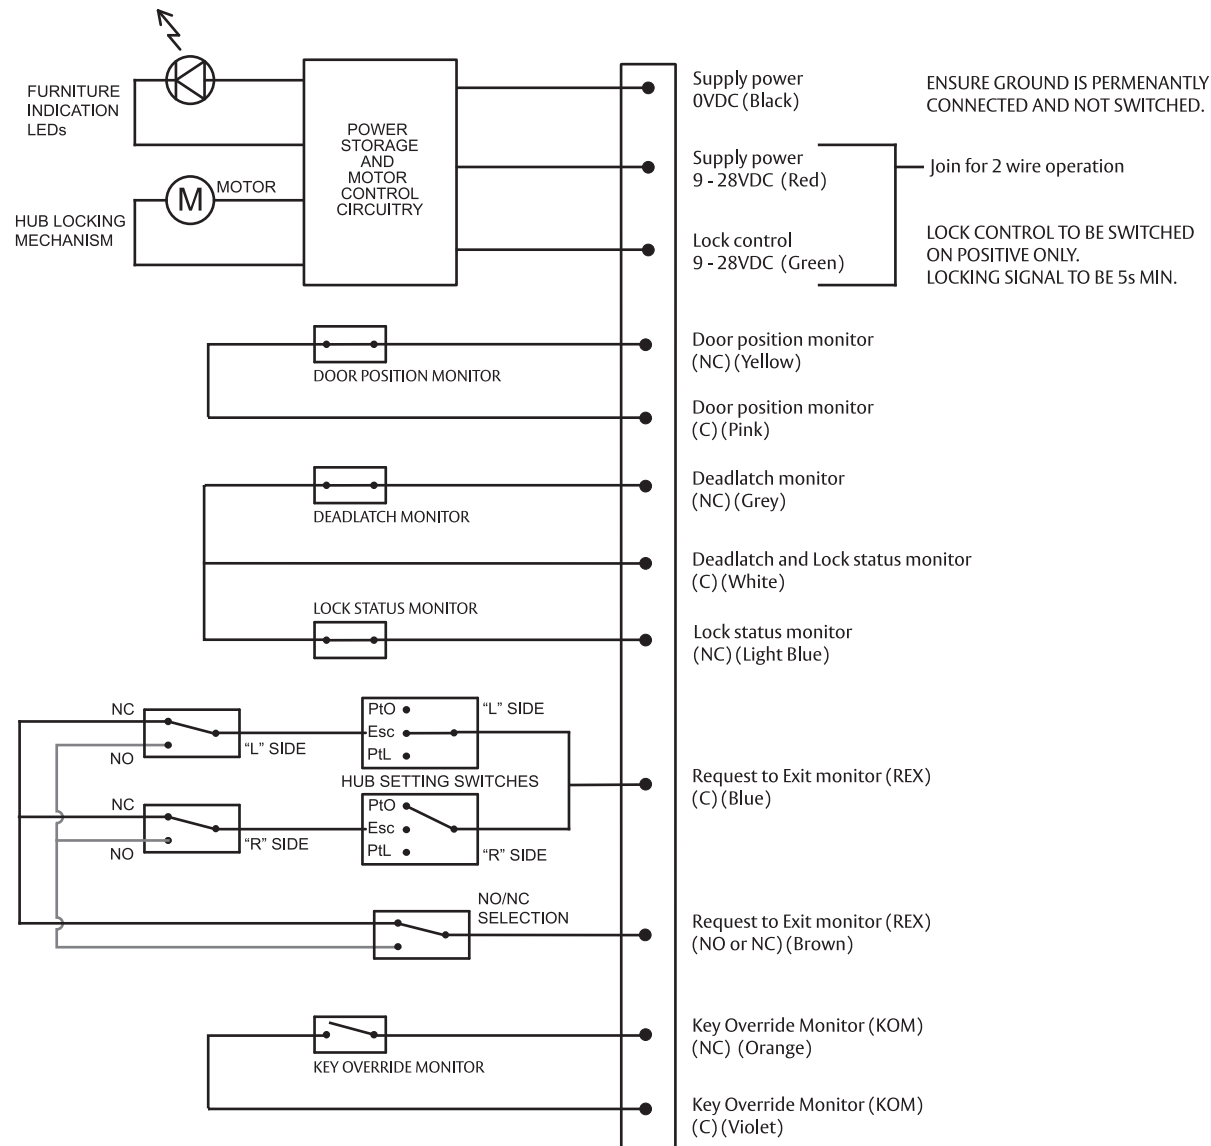 FURNITURE
INDICATION
LEDs
POWER
STORAGE
AND
MOTOR
CONTROL
CIRCUITRY
M
MOTOR
HUB LOCKING
MECHANISM
Supply power
0VDC (Black)
ENSURE GROUND IS PERMENANTLY
CONNECTED AND NOT SWITCHED.
Supply power
9 - 28VDC (Red)
Join for 2 wire operation
Lock control
9 - 28VDC (Green)
LOCK CONTROL TO BE SWITCHED
ON POSITIVE ONLY.
LOCKING SIGNAL TO BE 5s MIN.
DOOR POSITION MONITOR
Door position monitor
(NC) (Yellow)
Door position monitor
(C) (Pink)
DEADLATCH MONITOR
Deadlatch monitor
(NC) (Grey)
Deadlatch and Lock status monitor
(C) (White)
LOCK STATUS MONITOR
Lock status monitor
(NC) (Light Blue)
NC
NO
"L" SIDE
PtO
Esc
PtL
"L" SIDE
HUB SETTING SWITCHES
NC
NO
"R" SIDE
PtO
Esc
PtL
"R" SIDE
Request to Exit monitor (REX)
(C) (Blue)
NO/NC
SELECTION
Request to Exit monitor (REX)
(NO or NC) (Brown)
KEY OVERRIDE MONITOR
Key Override Monitor (KOM)
(NC) (Orange)
Key Override Monitor (KOM)
(C) (Violet)